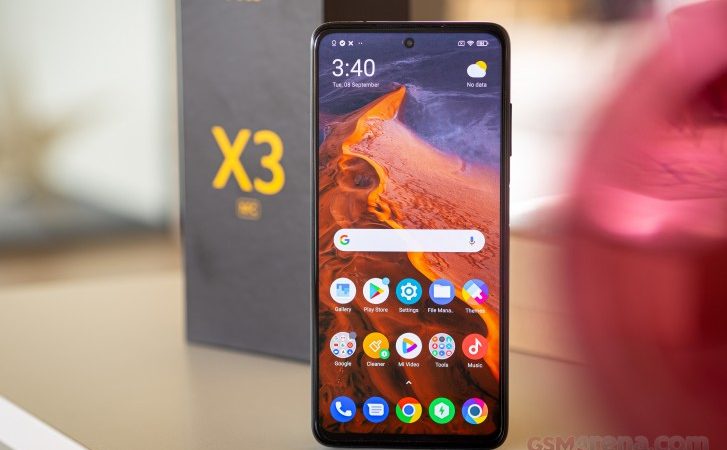 X3
NFC
3:40
Tue, 08 September
No data
G
Gallery
Play Store
Settings
File Mana..
Themes
Google
Cleaner
Mi Video
Tools
Music
GSMarena.com